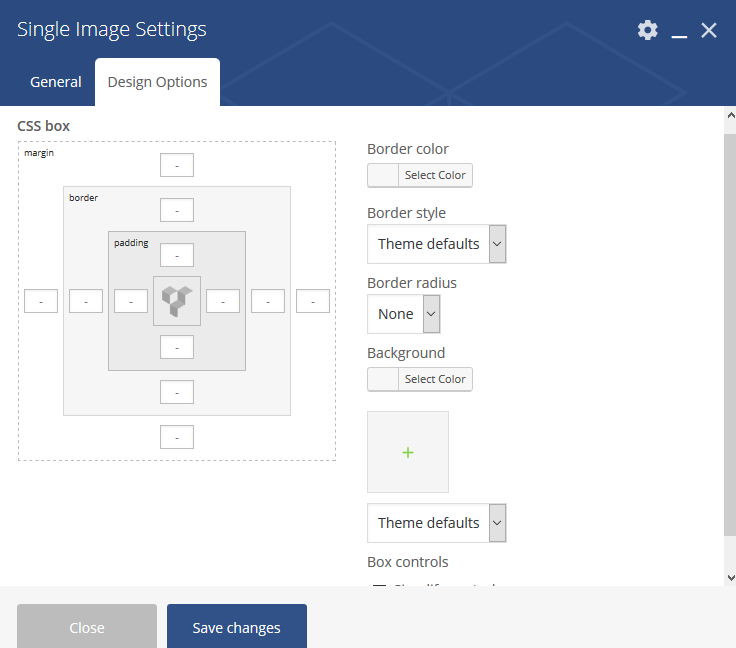 Single Image Settings
General
Design Options
CSS box
margin
-
border
-
padding
-
- - - - - -
-
-
-
Border color
Select Color
Border style
Theme defaults
Border radius
None
Background
Select Color
+
Theme defaults
Box controls
Close
Save changes